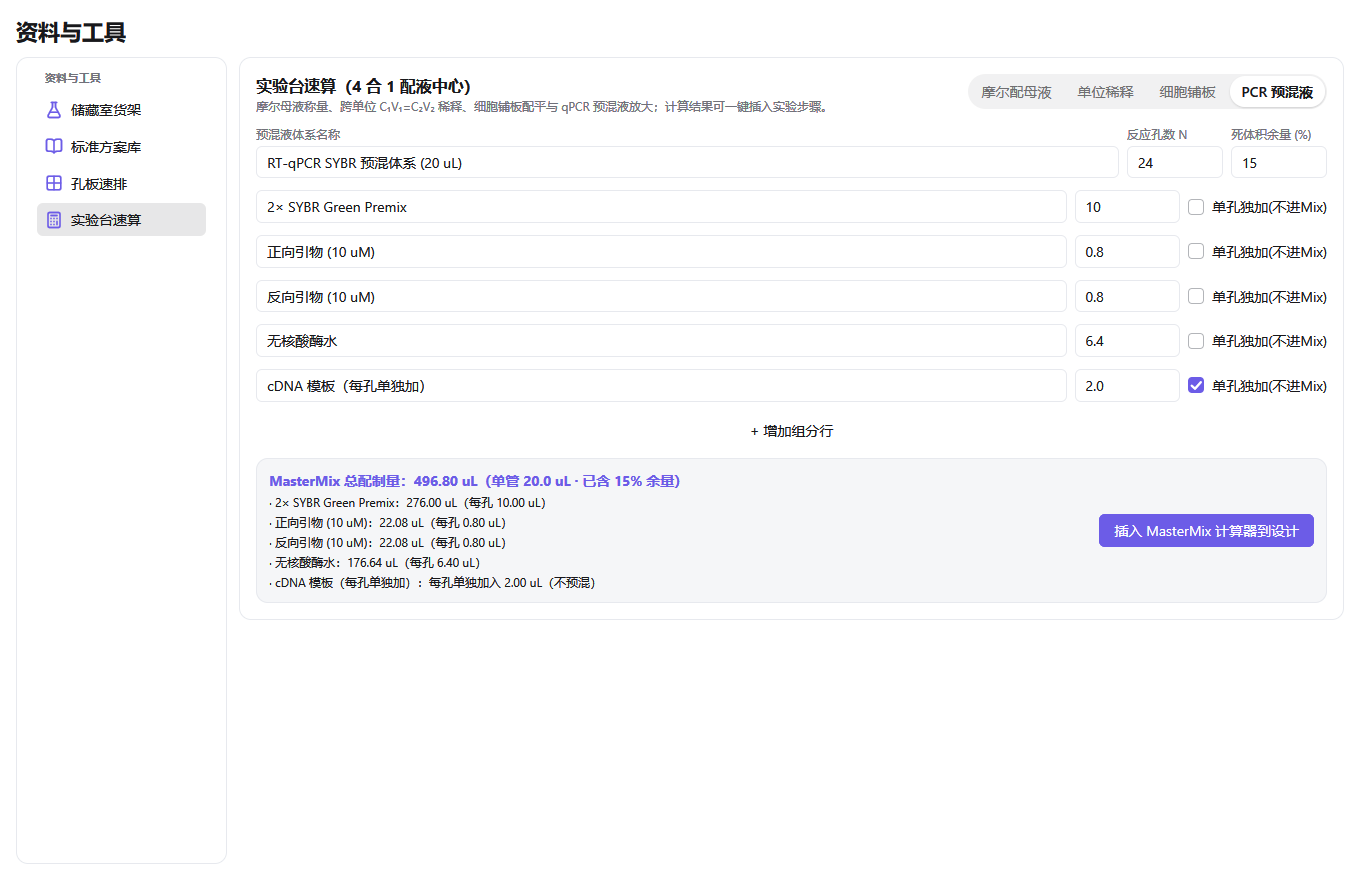 资料与工具
资料与工具
储藏室货架
标准方案库
孔板速排
实验台速算
实验台速算（4 合 1 配液中心）
摩尔母液称量、跨单位 C₁V₁=C₂V₂ 稀释、细胞铺板配平与 qPCR 预混液放大；计算结果可一键插入实验步骤。
摩尔配母液 单位稀释 细胞铺板 PCR 预混液
预混液体系名称 反应孔数 N 死体积余量 (%)
RT-qPCR SYBR 预混体系 (20 uL) 24 15
2× SYBR Green Premix 10 单孔独加(不进Mix)
正向引物 (10 uM) 0.8 单孔独加(不进Mix)
反向引物 (10 uM) 0.8 单孔独加(不进Mix)
无核酸酶水 6.4 单孔独加(不进Mix)
cDNA 模板（每孔单独加） 2.0 单孔独加(不进Mix)
+ 增加组分行
MasterMix 总配制量：496.80 uL（单管 20.0 uL · 已含 15% 余量）
· 2× SYBR Green Premix：276.00 uL（每孔 10.00 uL）
· 正向引物 (10 uM)：22.08 uL（每孔 0.80 uL）
· 反向引物 (10 uM)：22.08 uL（每孔 0.80 uL）
· 无核酸酶水：176.64 uL（每孔 6.40 uL）
· cDNA 模板（每孔单独加）：每孔单独加入 2.00 uL（不预混）
插入 MasterMix 计算器到设计